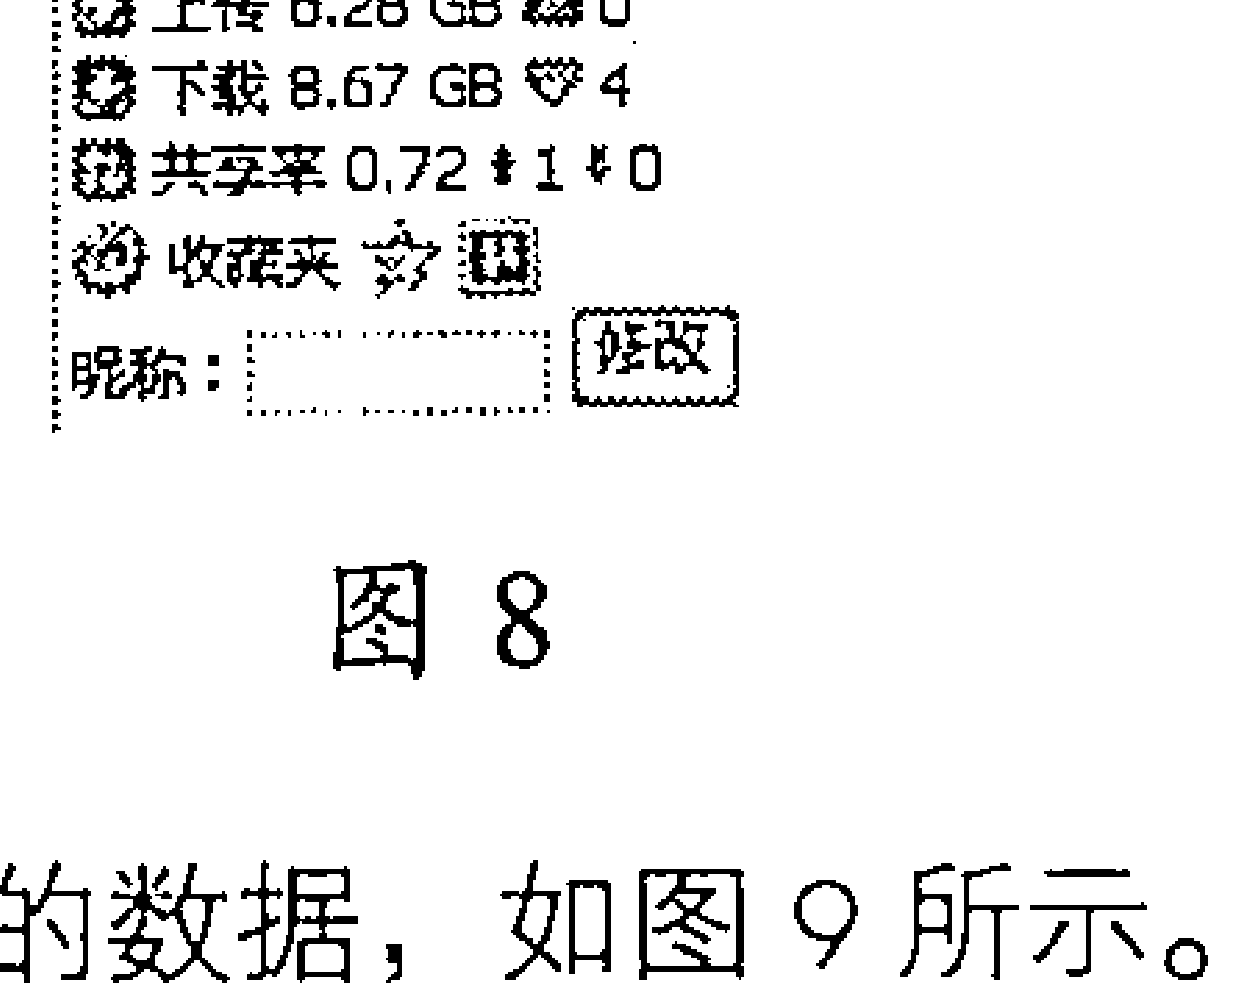 上传 6.28 GB 0
下载 8.67 GB 4
共享率 0.72 1 0
收藏夹
昵称：
修改
图 8
的数据，如图 9 所示。